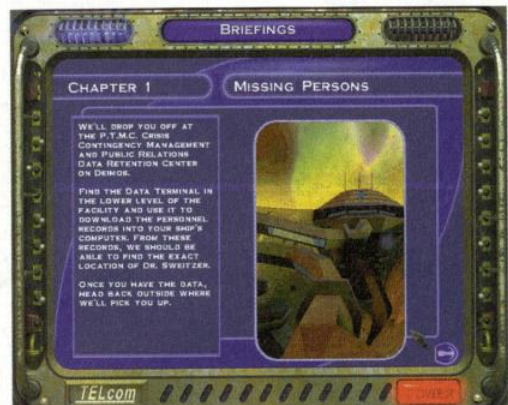 BRIEFINGS
CHAPTER 1
MISSING PERSONS
WE'LL DROP YOU OFF AT
THE P.T.M.C. CRISIS
CONTINGENCY MANAGEMENT
AND PUBLIC RELATIONS
DATA RETENTION CENTER
ON DEIMOS.
FIND THE DATA TERMINAL IN
THE LOWER LEVEL OF THE
FACILITY AND USE IT TO
DOWNLOAD THE PERSONNEL
RECORDS INTO YOUR SHIP'S
COMPUTER. FROM THESE
RECORDS, WE SHOULD BE
ABLE TO FIND THE EXACT
LOCATION OF DR. SWEITZER.
ONCE YOU HAVE THE DATA,
HEAD BACK OUTSIDE WHERE
WE'LL PICK YOU UP.
TELcom
POWER